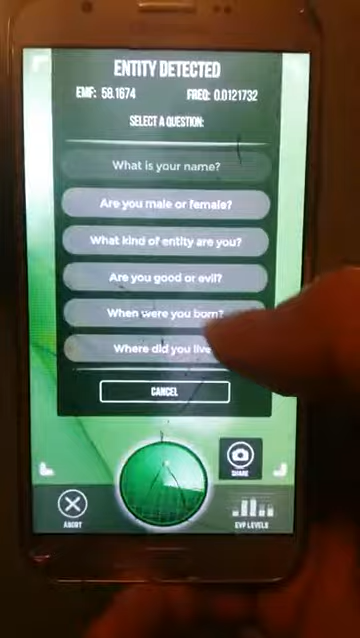 ENTITY DETECTED
EMF: 58.1674 FREQ: 0.0121732
SELECT A QUESTION:
What is your name?
Are you male or female?
What kind of entity are you?
Are you good or evil?
When were you born?
Where did you live
CANCEL
SHARE
ABORT
EVP LEVELS